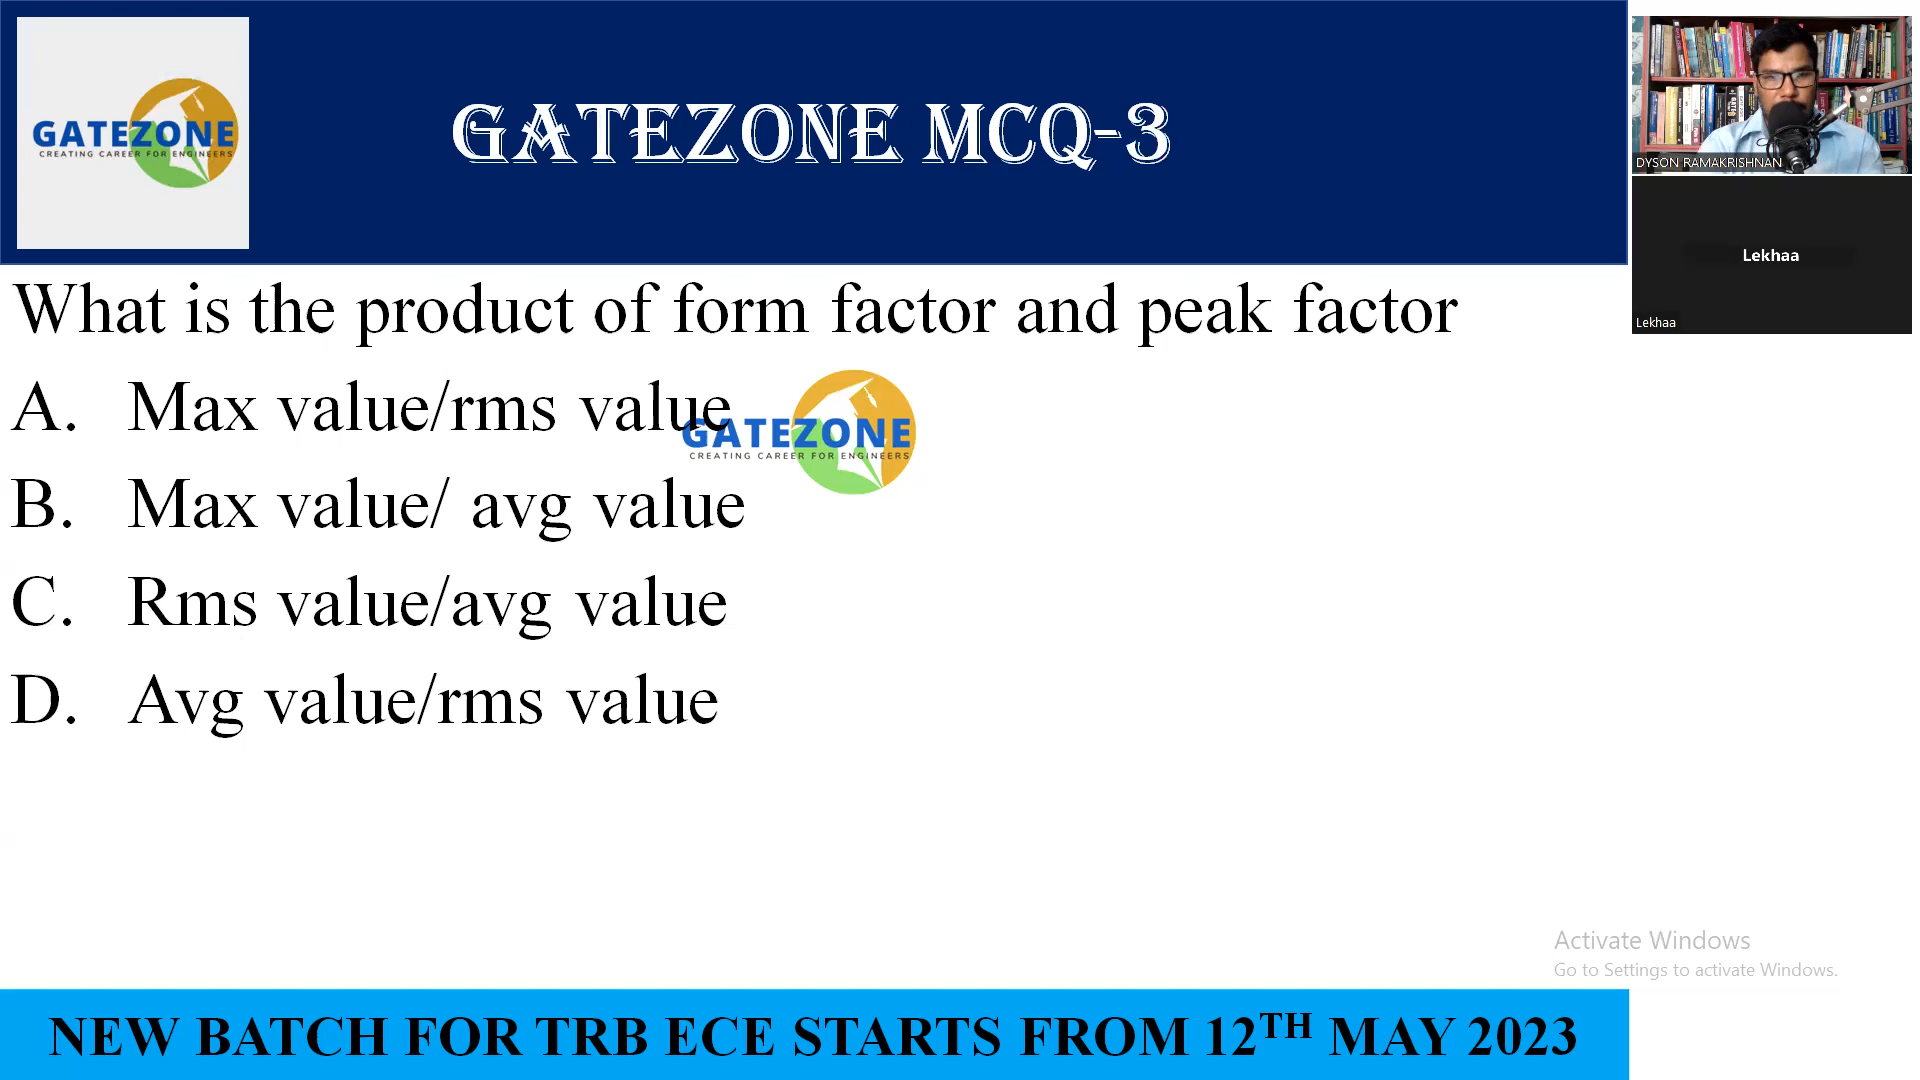 GATEZONE
CREATING CAREER FOR ENGINEERS
GATEZONE MCQ-3
DYSON RAMAKRISHNAN
Lekhaa
Lekhaa
What is the product of form factor and peak factor
A. Max value/rms value
GATEZONE
CREATING CAREER FOR ENGINEERS
B. Max value/ avg value
C. Rms value/avg value
D. Avg value/rms value
Activate Windows
Go to Settings to activate Windows.
NEW BATCH FOR TRB ECE STARTS FROM 12TH MAY 2023